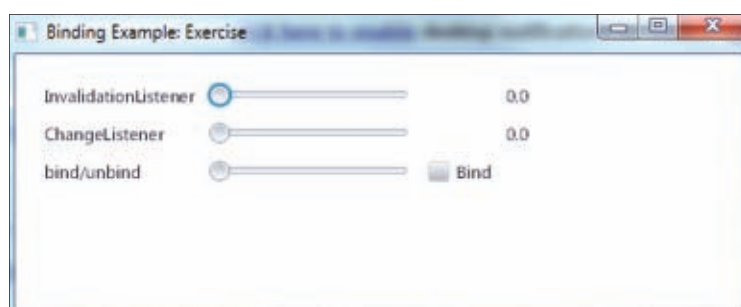 Binding Example: Exercise
InvalidationListener 0.0
ChangeListener 0.0
bind/unbind Bind